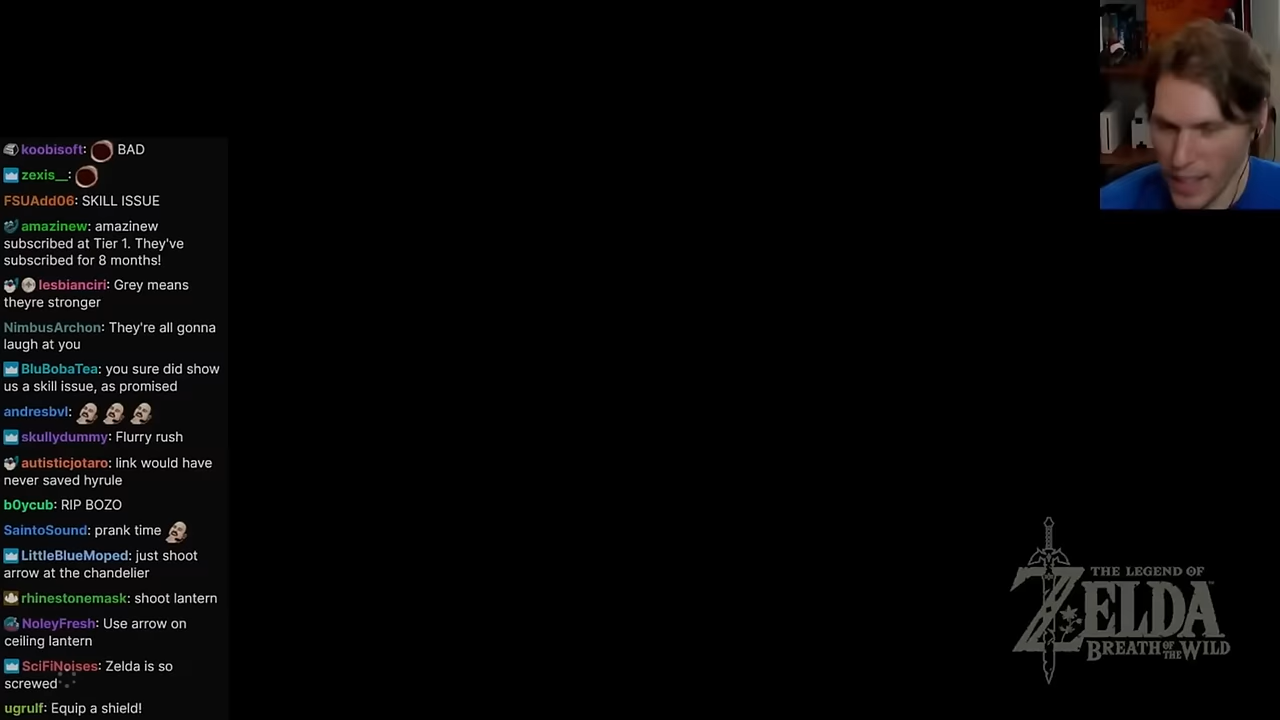 koobisoft: BAD
zexis__:
FSUAdd06: SKILL ISSUE
amazinew: amazinew
subscribed at Tier 1. They've
subscribed for 8 months!
lesbianciri: Grey means
theyre stronger
NimbusArchon: They're all gonna
laugh at you
BluBobaTea: you sure did show
us a skill issue, as promised
andresbvl:
skullydummy: Flurry rush
autisticjotaro: link would have
never saved hyrule
b0ycub: RIP BOZO
SaintoSound: prank time
LittleBlueMoped: just shoot
arrow at the chandelier
rhinestonemask: shoot lantern
NoleyFresh: Use arrow on
ceiling lantern
SciFiNoises: Zelda is so
screwed
ugrulf: Equip a shield!
THE LEGEND OF
ZELDA™
BREATH OF THE WILD